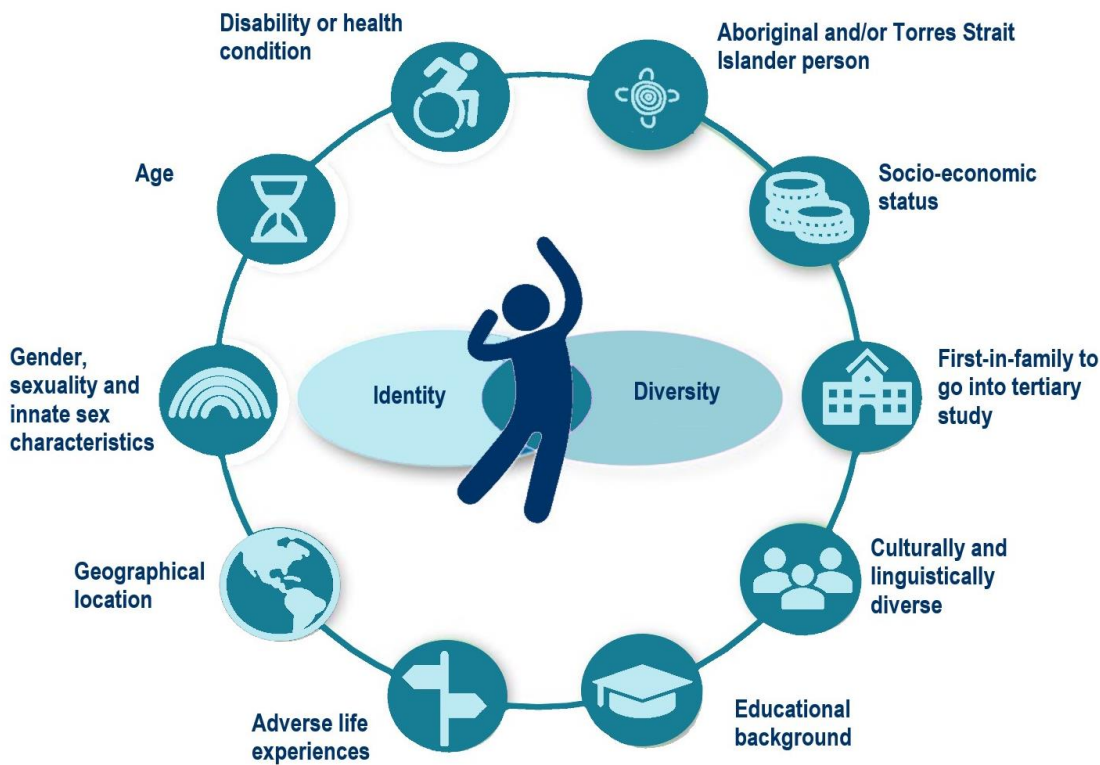 Disability or health
condition
Aboriginal and/or Torres Strait
Islander person
Age
Socio-economic
status
Gender,
sexuality and
innate sex
characteristics
Identity
Diversity
First-in-family to
go into tertiary
study
Geographical
location
Culturally and
linguistically
diverse
Adverse life
experiences
Educational
background